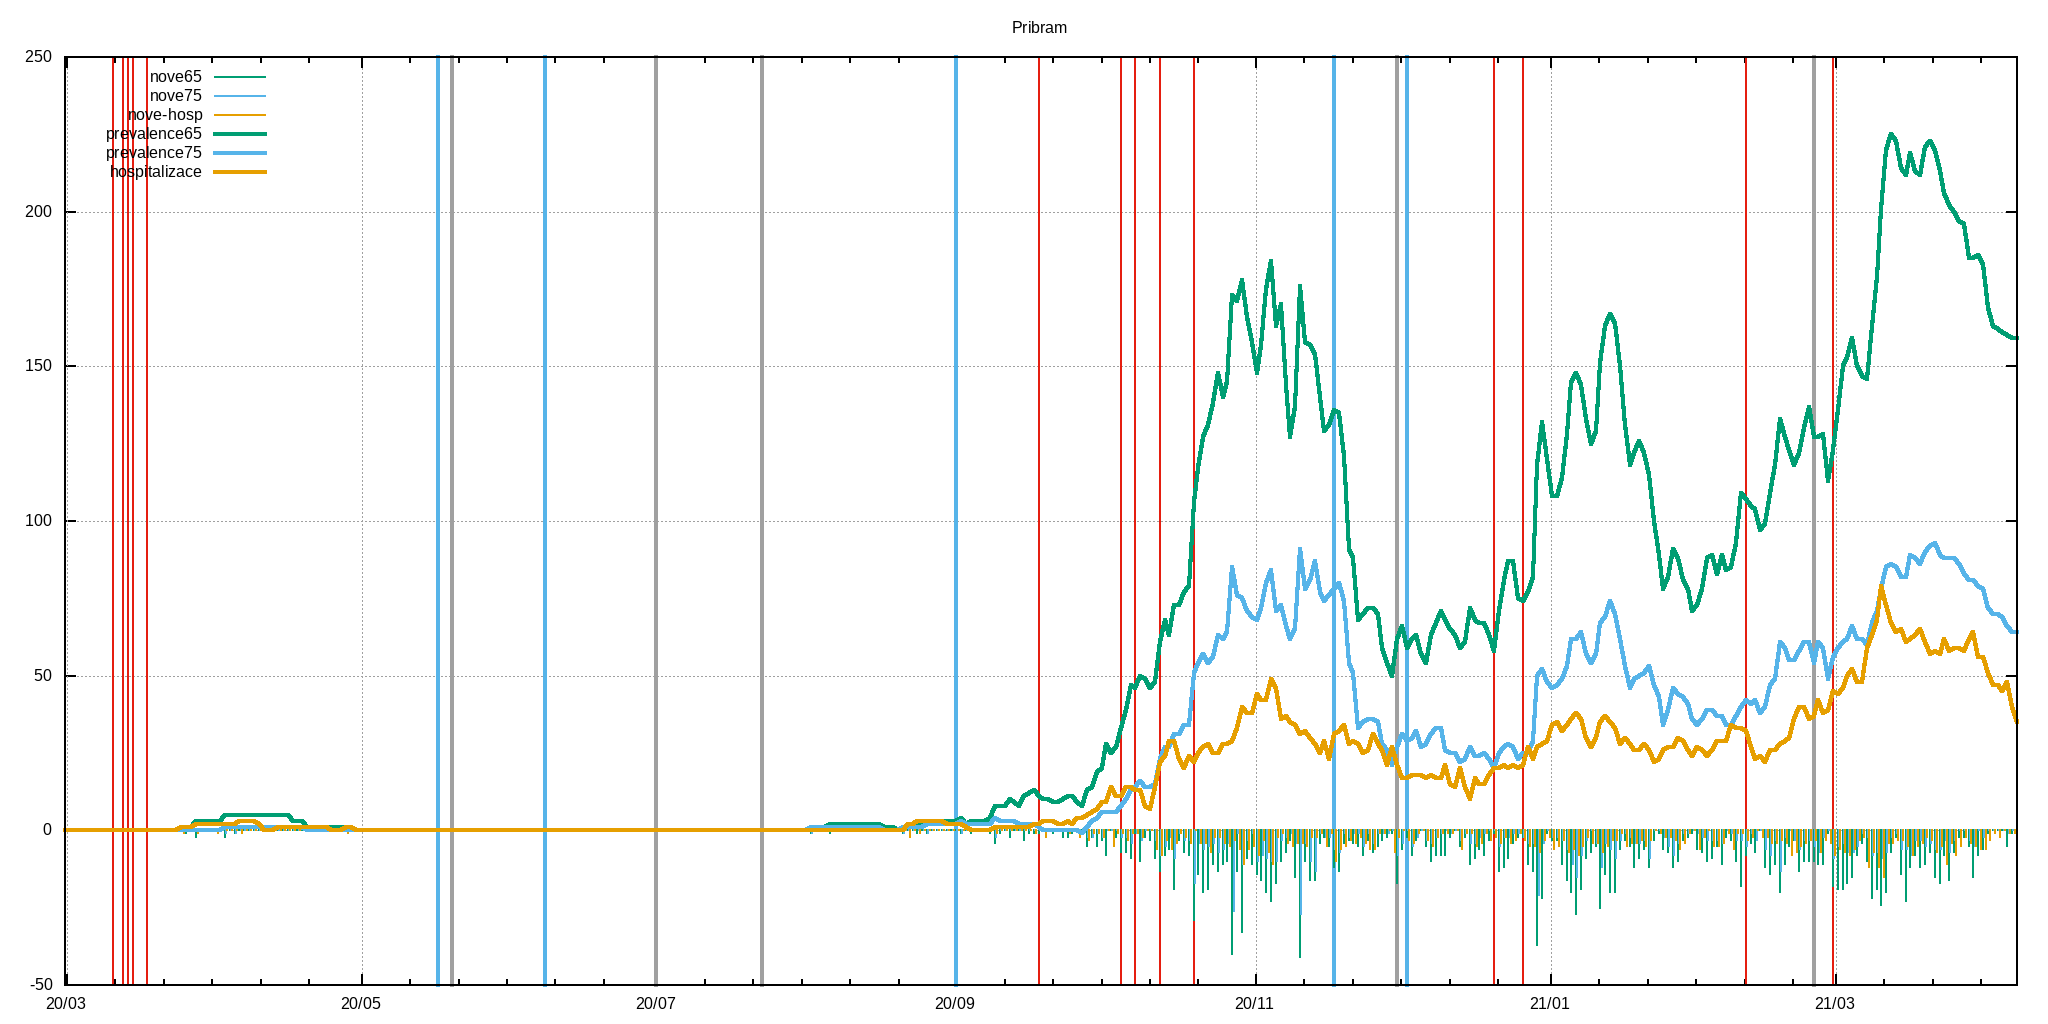 Pribram
250
200
150
100
50
0
-50
nove65
nove75
nove-hosp
prevalence65
prevalence75
hospitalizace
20/03 20/05 20/07 20/09 20/11 21/01 21/03